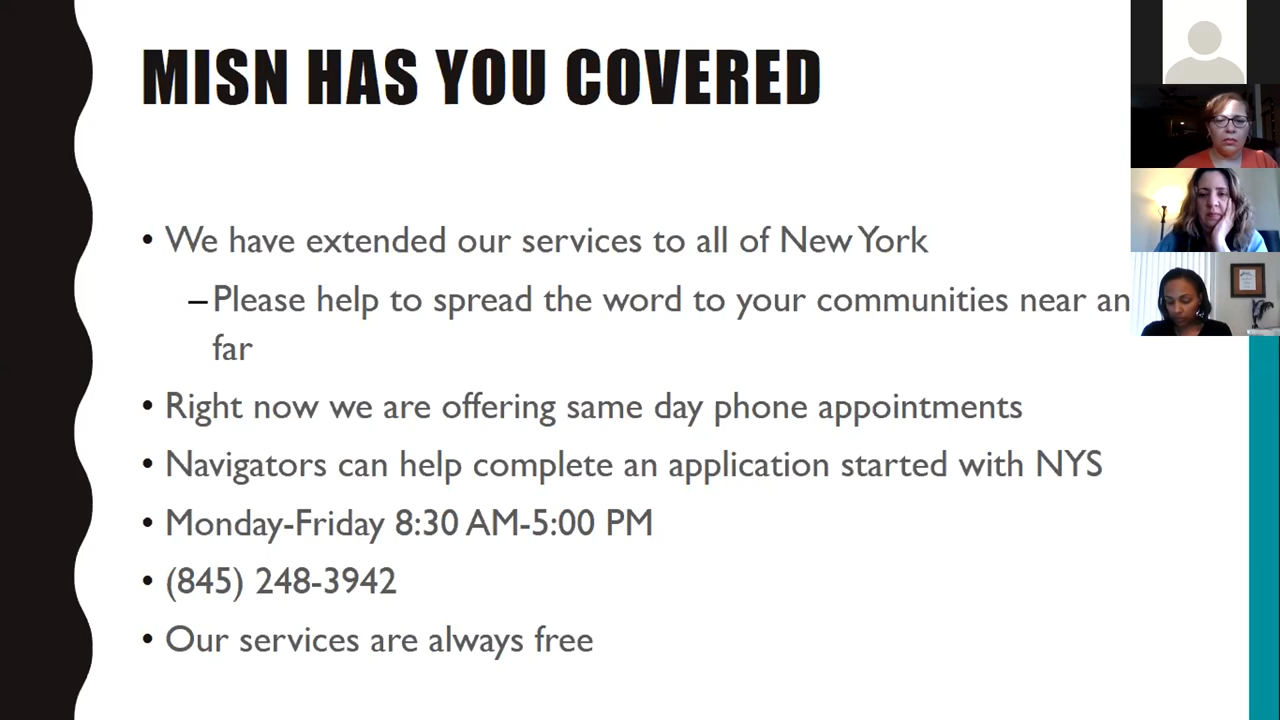 MISN HAS YOU COVERED
• We have extended our services to all of New York
– Please help to spread the word to your communities near an
far
• Right now we are offering same day phone appointments
• Navigators can help complete an application started with NYS
• Monday-Friday 8:30 AM-5:00 PM
• (845) 248-3942
• Our services are always free